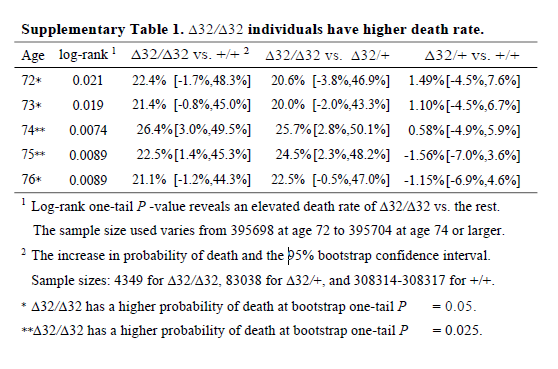 Supplementary Table 1. Δ32/Δ32 individuals have higher death rate.
Age log-rank 1 Δ32/Δ32 vs. +/+ 2 Δ32/Δ32 vs. Δ32/+ Δ32/+ vs. +/+
72* 0.021 22.4% [-1.7%,48.3%] 20.6% [-3.8%,46.9%] 1.49%[-4.5%,7.6%]
73* 0.019 21.4% [-0.8%,45.0%] 20.0% [-2.0%,43.3%] 1.10%[-4.5%,6.7%]
74** 0.0074 26.4%[3.0%,49.5%] 25.7%[2.8%,50.1%] 0.58%[-4.9%,5.9%]
75** 0.0089 22.5%[1.4%,45.3%] 24.5%[2.3%,48.2%] -1.56%[-7.0%,3.6%]
76* 0.0089 21.1% [-1.2%,44.3%] 22.5% [-0.5%,47.0%] -1.15%[-6.9%,4.6%]
1 Log-rank one-tail P -value reveals an elevated death rate of Δ32/Δ32 vs. the rest.
The sample size used varies from 395698 at age 72 to 395704 at age 74 or larger.
2 The increase in probability of death and the 95% bootstrap confidence interval.
Sample sizes: 4349 for Δ32/Δ32, 83038 for Δ32/+, and 308314-308317 for +/+.
* Δ32/Δ32 has a higher probability of death at bootstrap one-tail P = 0.05.
**Δ32/Δ32 has a higher probability of death at bootstrap one-tail P = 0.025.